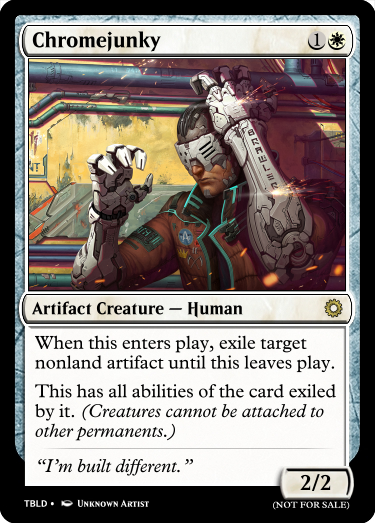 Chromejunky
1
BRAWLER
Artifact Creature — Human
When this enters play, exile target
nonland artifact until this leaves play.
This has all abilities of the card exiled
by it. (Creatures cannot be attached to
other permanents.)
“I’m built different.”
2/2
TBLD • Unknown Artist
(NOT FOR SALE)